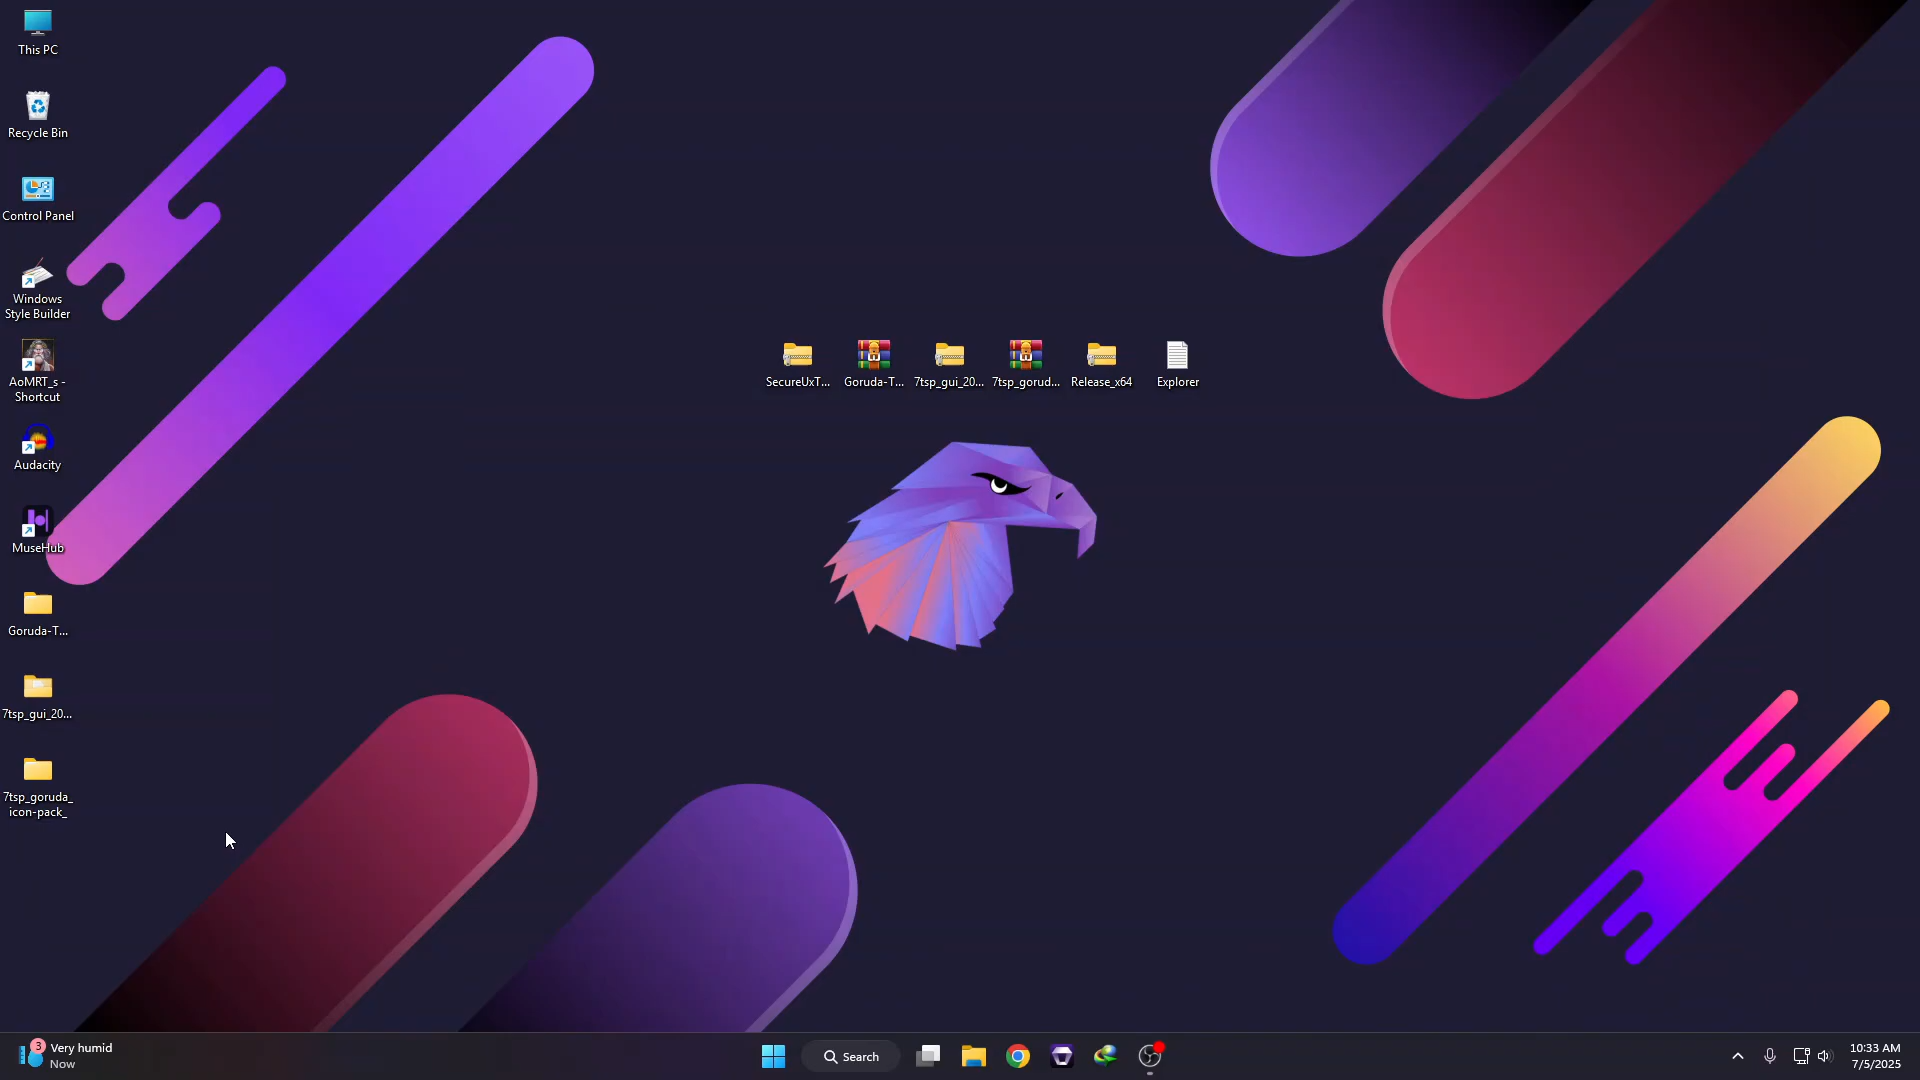 This PC
Recycle Bin
Control Panel
Windows
Style Builder
AoMRT_s -
Shortcut
Audacity
MuseHub
Goruda-T...
7tsp_gui_20...
7tsp_goruda_
icon-pack_
SecureUxT...
Goruda-T...
7tsp_gui_20...
7tsp_gorud...
Release_x64
Explorer
3
Very humid
Now
Search
10:33 AM
7/5/2025